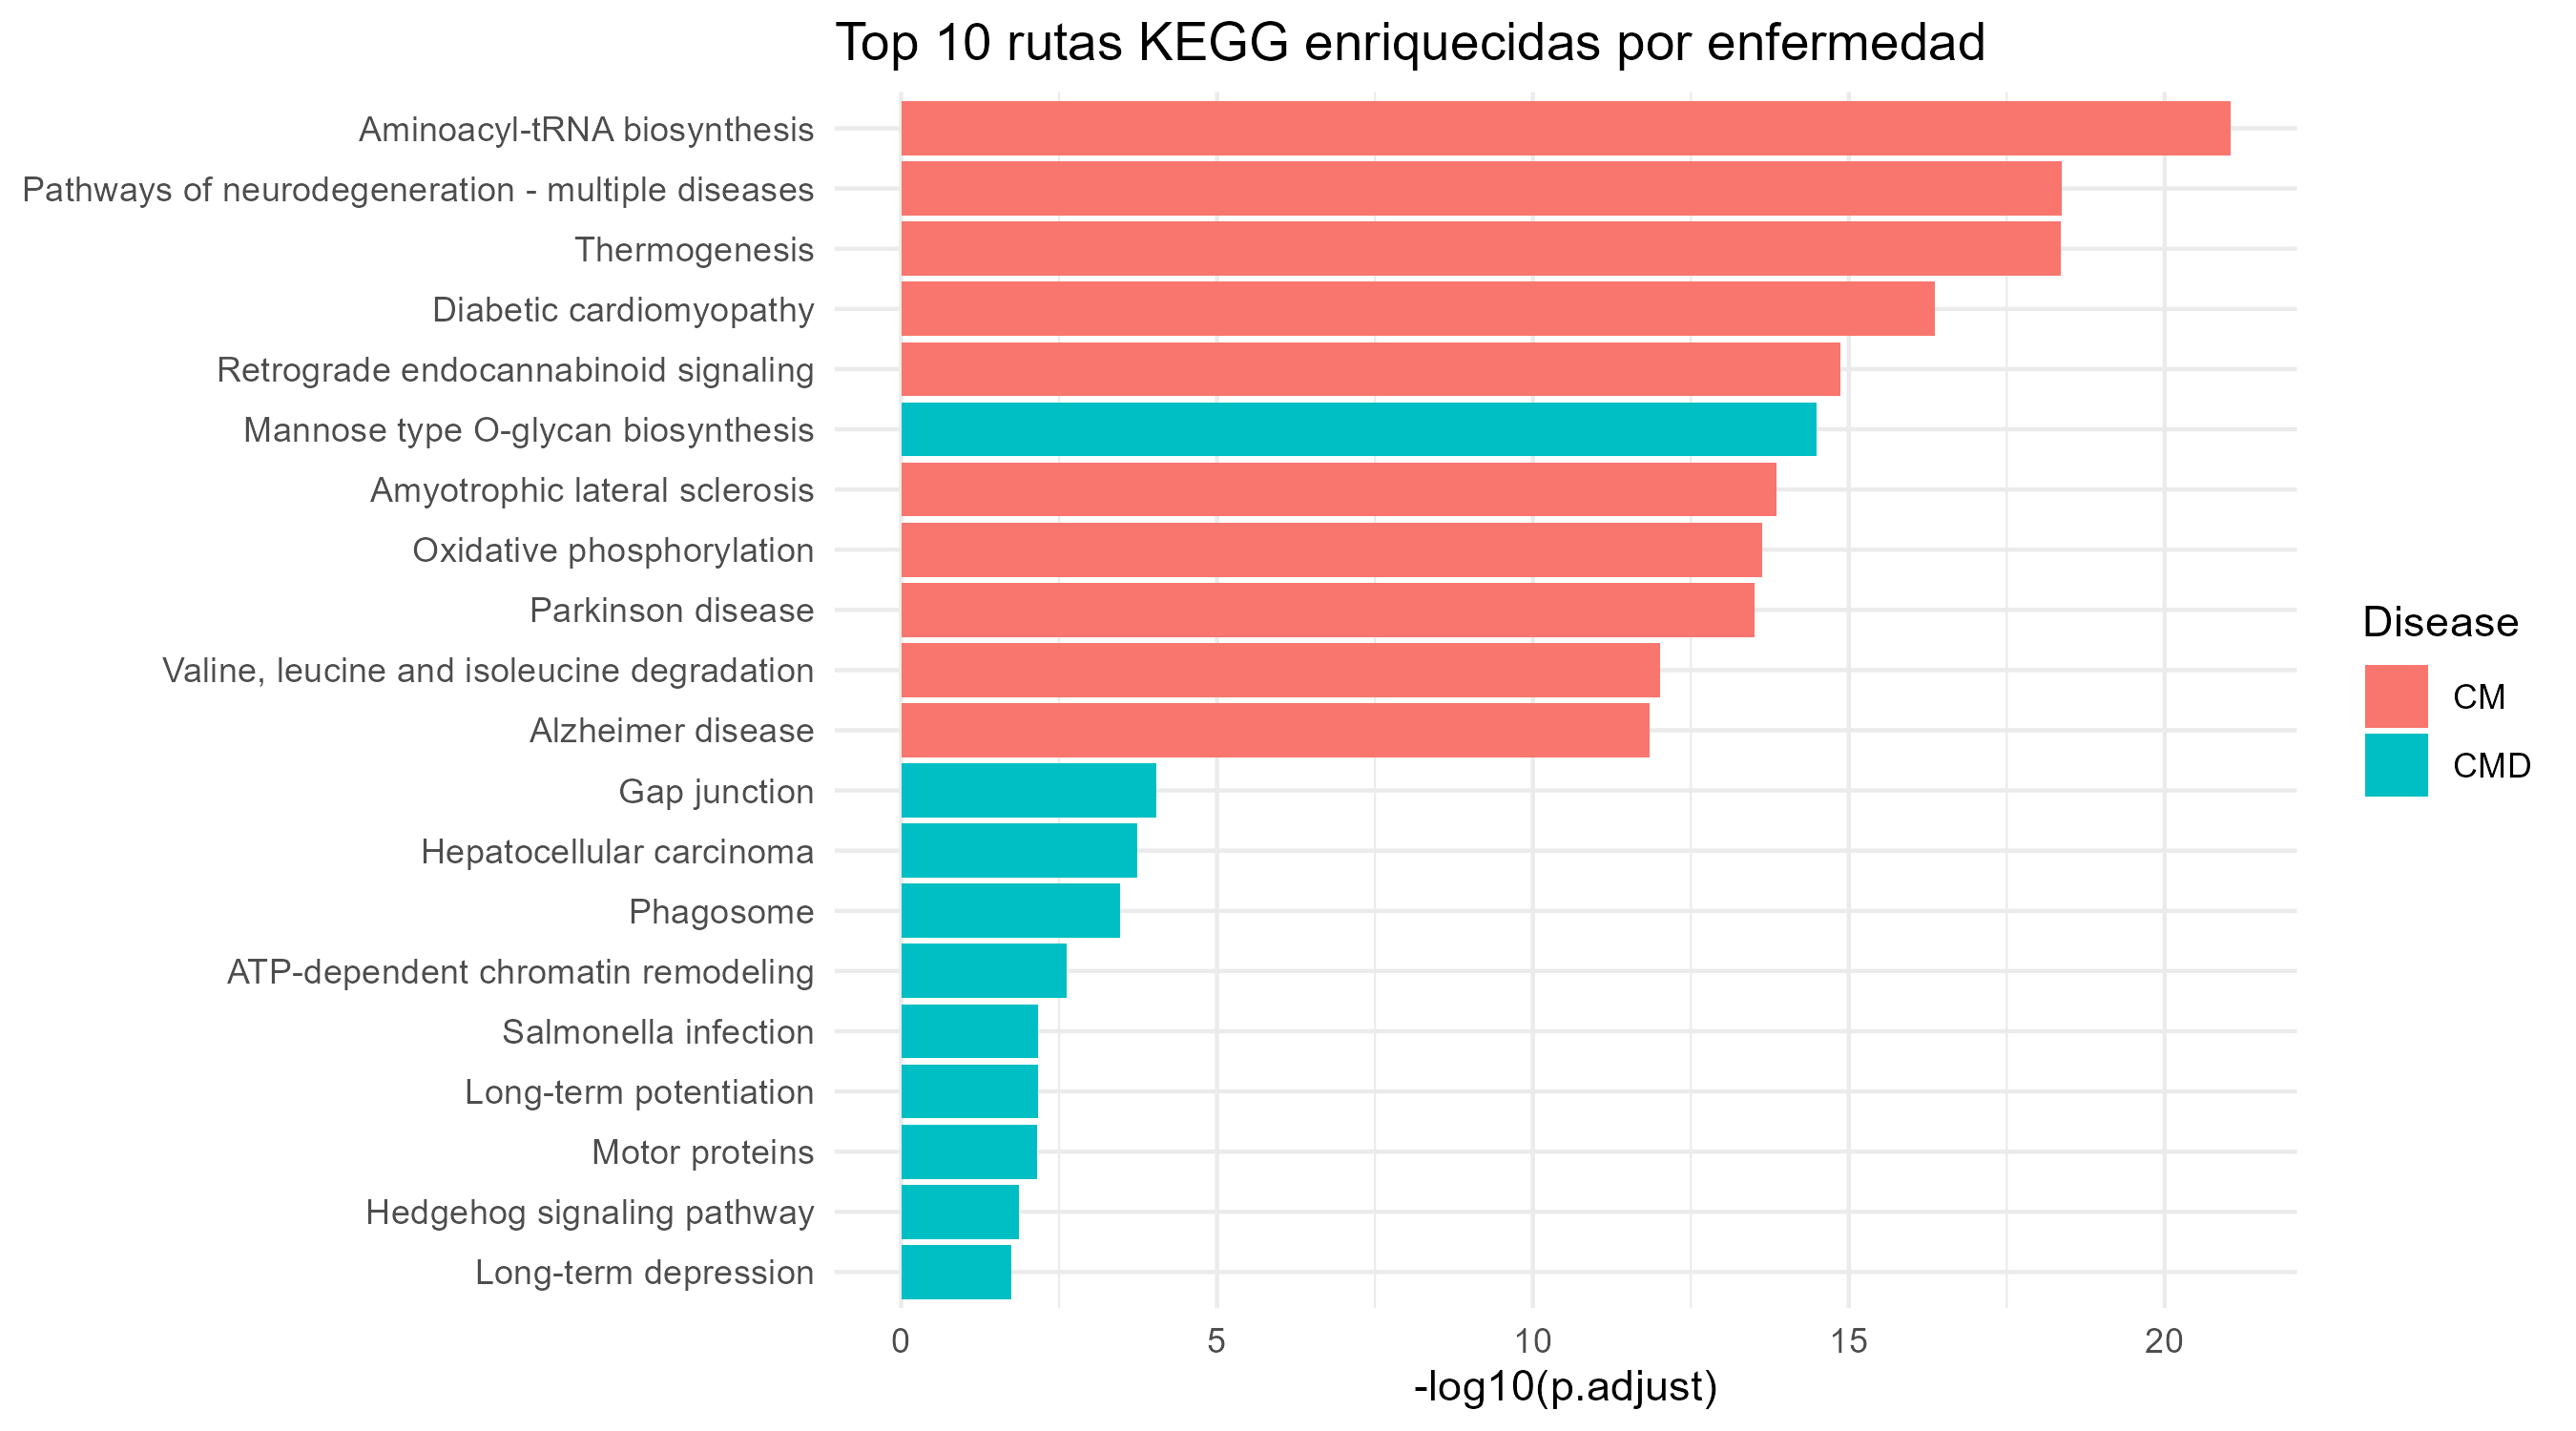 Top 10 rutas KEGG enriquecidas por enfermedad
Aminoacyl-tRNA biosynthesis
Pathways of neurodegeneration - multiple diseases
Thermogenesis
Diabetic cardiomyopathy
Retrograde endocannabinoid signaling
Mannose type O-glycan biosynthesis
Amyotrophic lateral sclerosis
Oxidative phosphorylation
Parkinson disease
Valine, leucine and isoleucine degradation
Alzheimer disease
Gap junction
Hepatocellular carcinoma
Phagosome
ATP-dependent chromatin remodeling
Salmonella infection
Long-term potentiation
Motor proteins
Hedgehog signaling pathway
Long-term depression
0 5 10 15 20
-log10(p.adjust)
Disease
CM
CMD